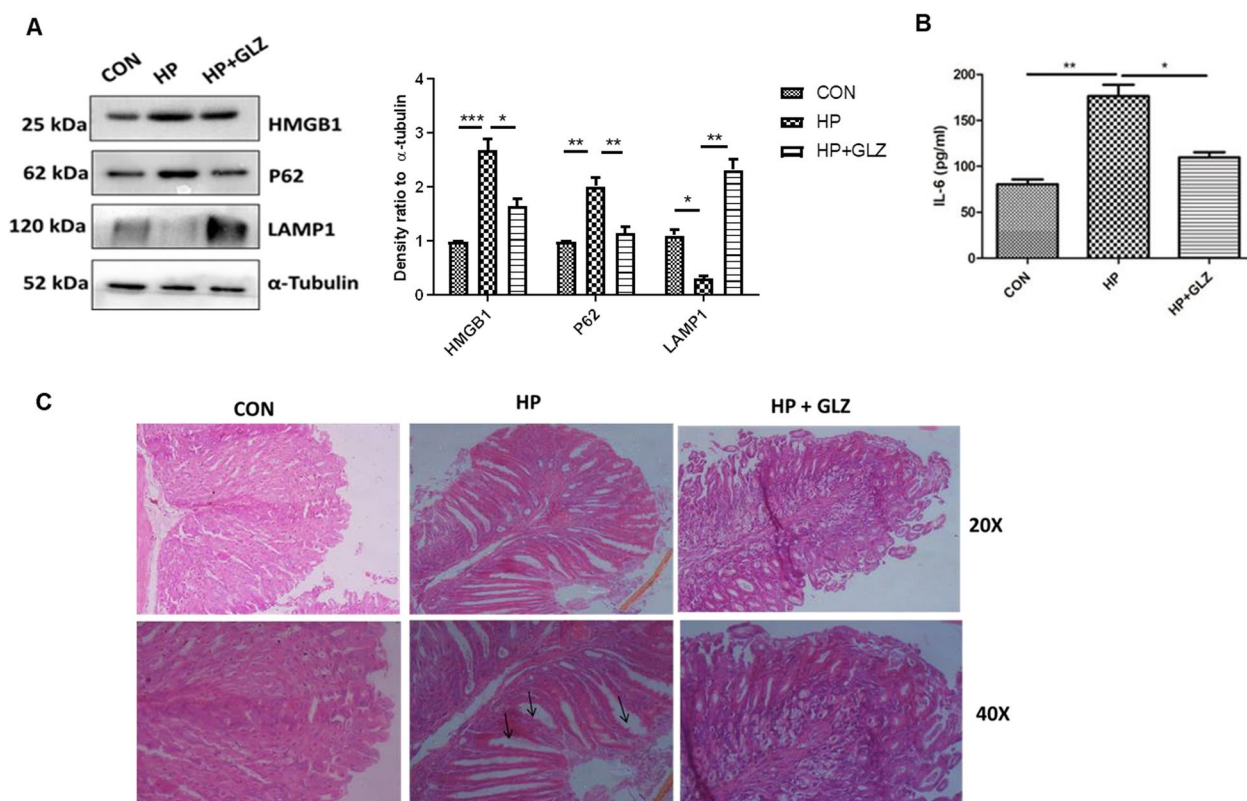 A
CON HP HP+GLZ
25 kDa HMGB1
62 kDa P62
120 kDa LAMP1
52 kDa α-Tubulin
Density ratio to α-tubulin
4
3
2
1
0
*** * ** ** * **
HMGB1 P62 LAMP1
CON
HP
HP+GLZ
B
IL-6 (pg/ml)
200
150
100
50
0
** *
CON HP HP+GLZ
C
CON HP HP + GLZ
20X
40X